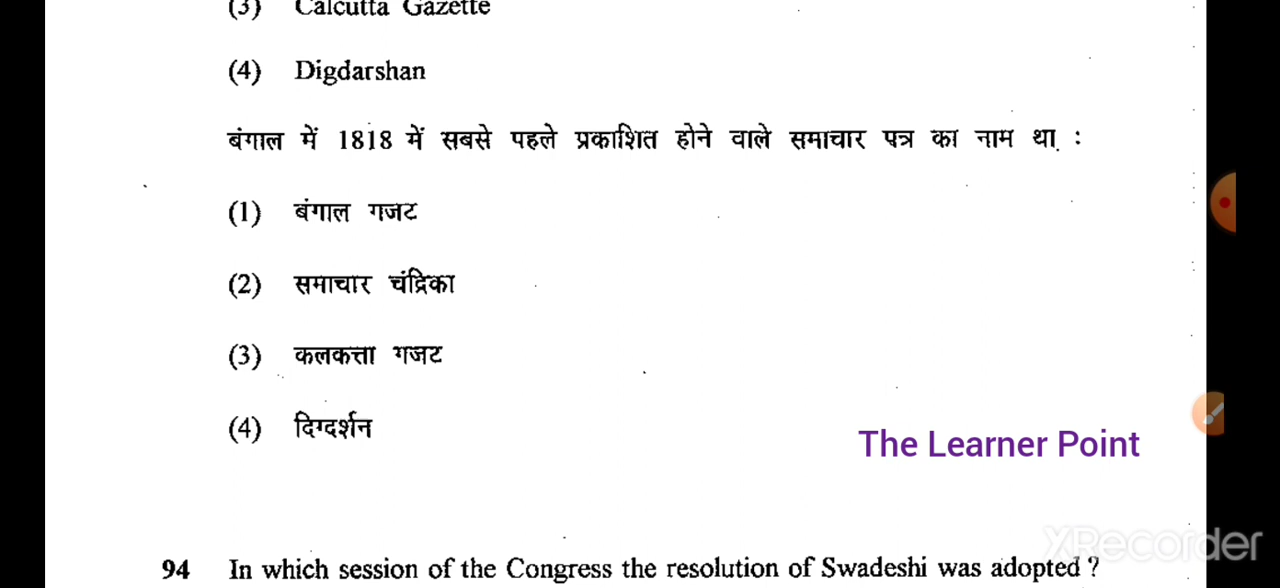 (3) Calcutta Gazette
(4) Digdarshan
बंगाल में 1818 में सबसे पहले प्रकाशित होने वाले समाचार पत्र का नाम था :
(1) बंगाल गजट
(2) समाचार चंद्रिका
(3) कलकत्ता गजट
(4) दिग्दर्शन
The Learner Point
XRecorder
94 In which session of the Congress the resolution of Swadeshi was adopted ?